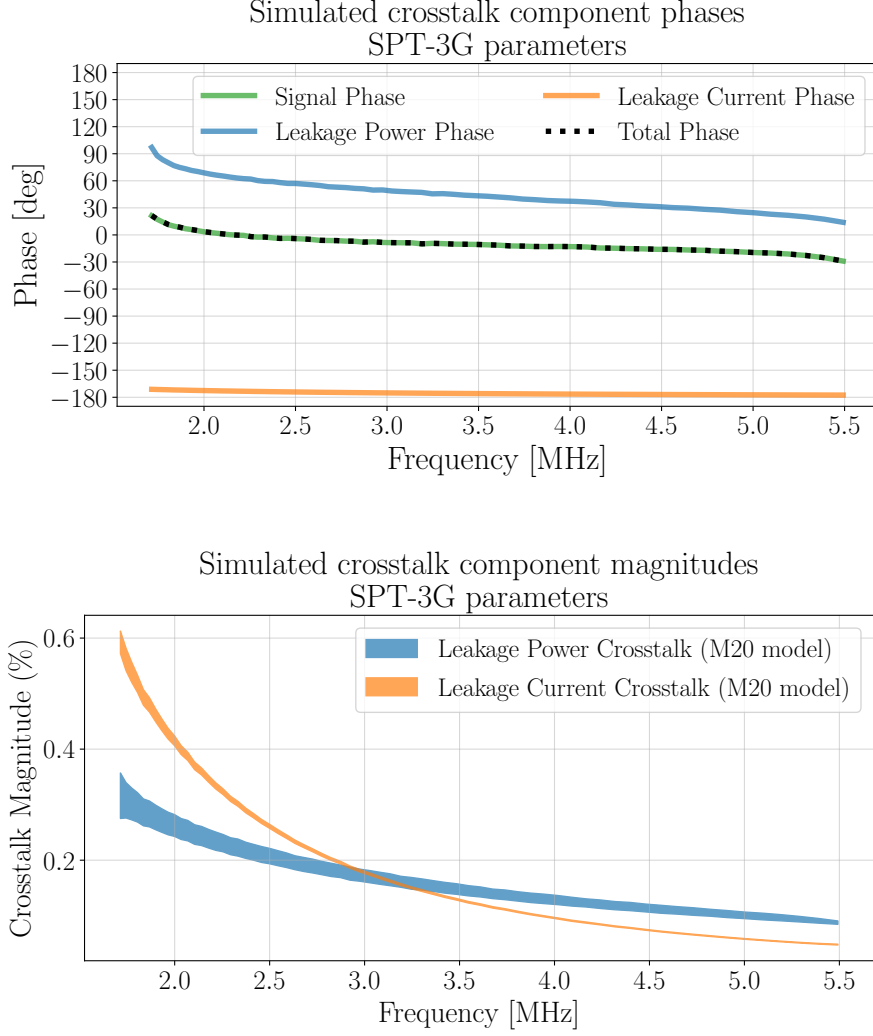 Simulated crosstalk component phases
SPT-3G parameters
180
150
120
90
60
30
0
−30
−60
−90
−120
−150
−180
Phase [deg]
Signal Phase
Leakage Power Phase
Leakage Current Phase
Total Phase
2.0 2.5 3.0 3.5 4.0 4.5 5.0 5.5
Frequency [MHz]
Simulated crosstalk component magnitudes
SPT-3G parameters
0.6
0.4
0.2
Crosstalk Magnitude (%)
Leakage Power Crosstalk (M20 model)
Leakage Current Crosstalk (M20 model)
2.0 2.5 3.0 3.5 4.0 4.5 5.0 5.5
Frequency [MHz]